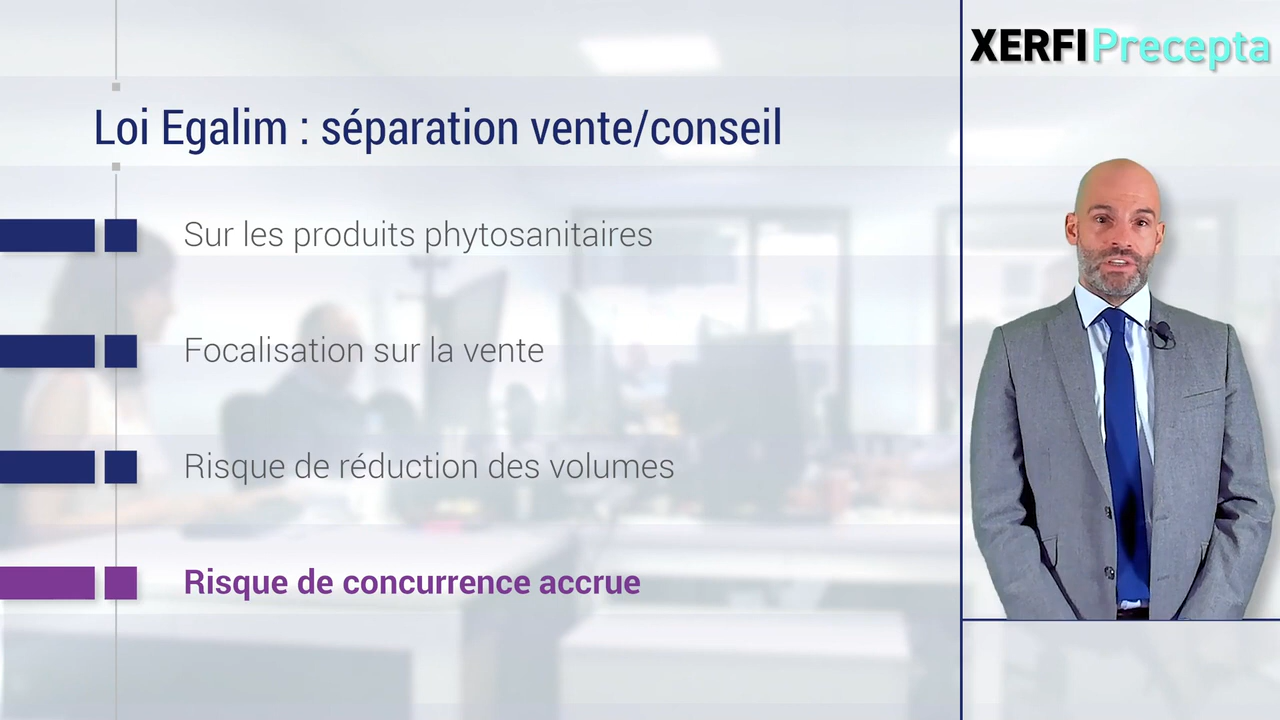 XERFI Precepta
Loi Egalim : séparation vente/conseil
Sur les produits phytosanitaires
Focalisation sur la vente
Risque de réduction des volumes
Risque de concurrence accrue